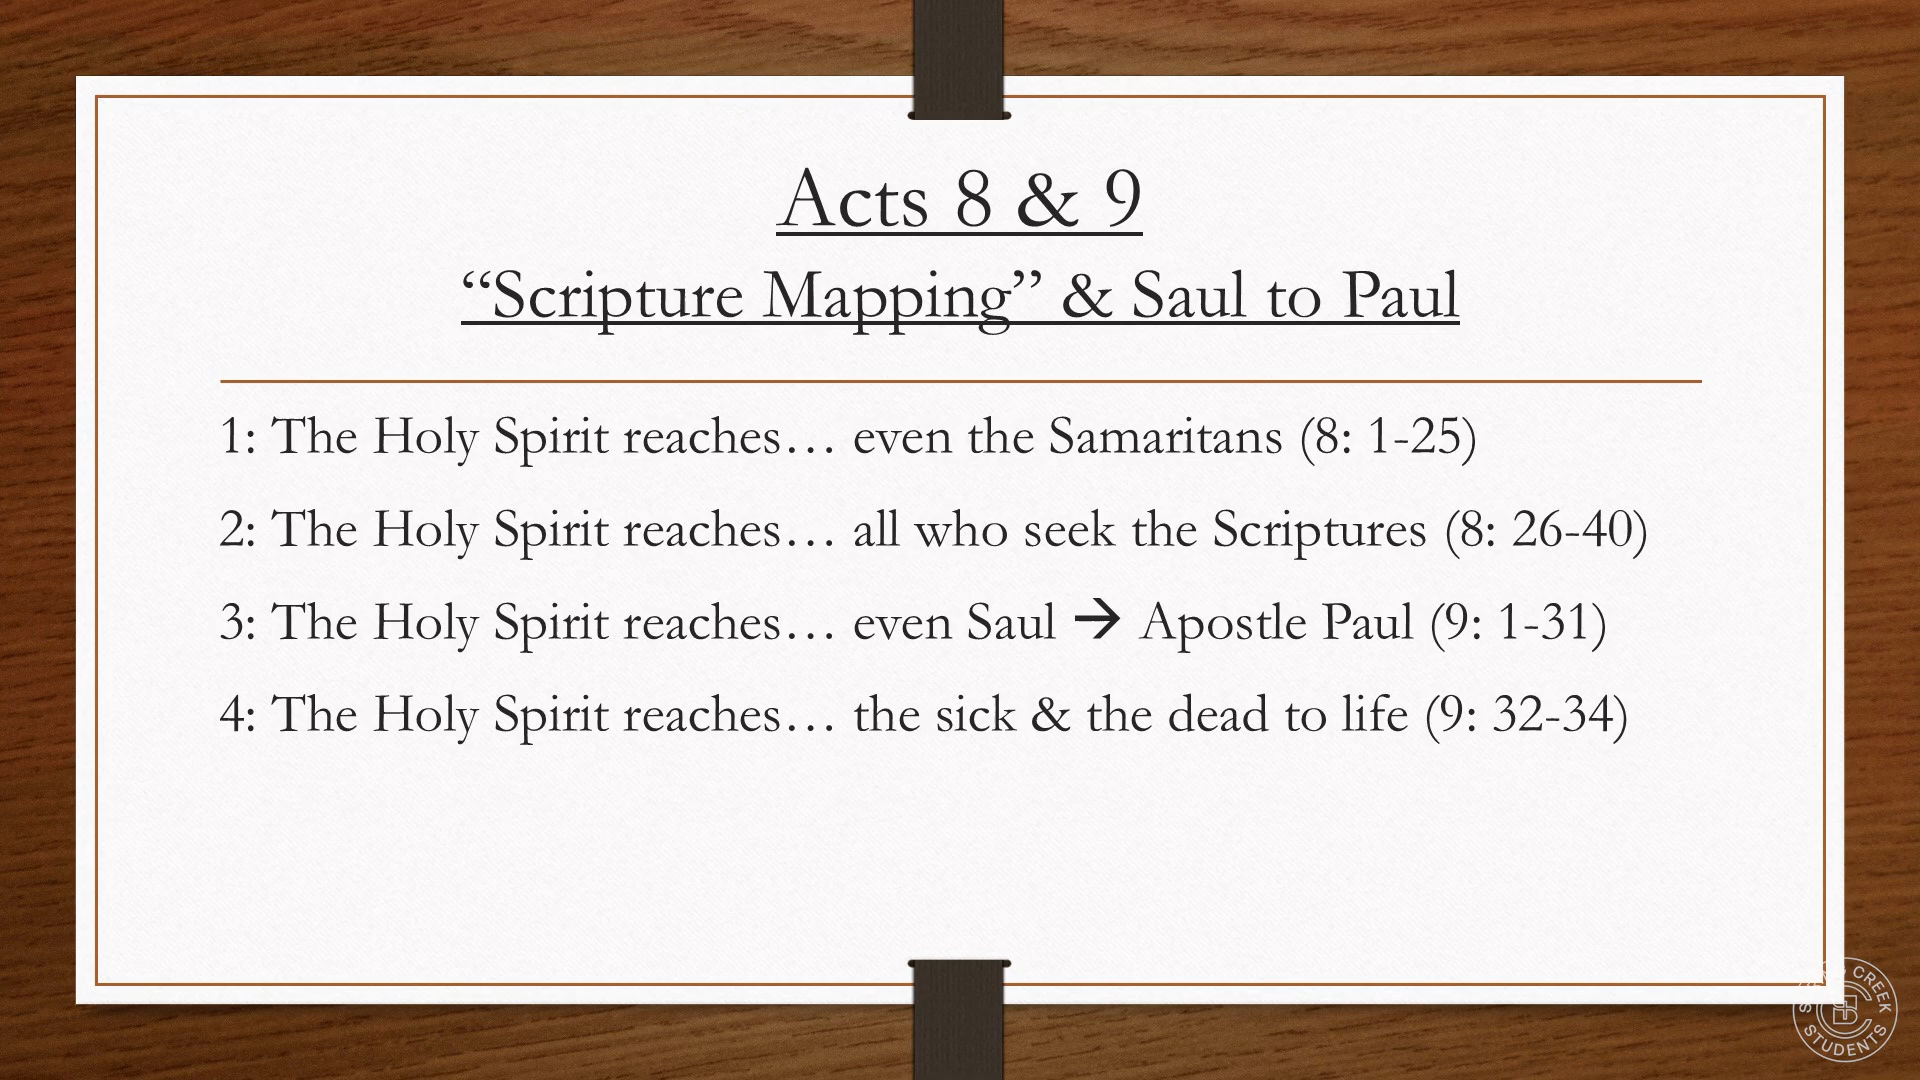 Acts 8 & 9
“Scripture Mapping” & Saul to Paul
1: The Holy Spirit reaches… even the Samaritans (8: 1-25)
2: The Holy Spirit reaches… all who seek the Scriptures (8: 26-40)
3: The Holy Spirit reaches… even Saul → Apostle Paul (9: 1-31)
4: The Holy Spirit reaches… the sick & the dead to life (9: 32-34)
CREEK
STUDENTS